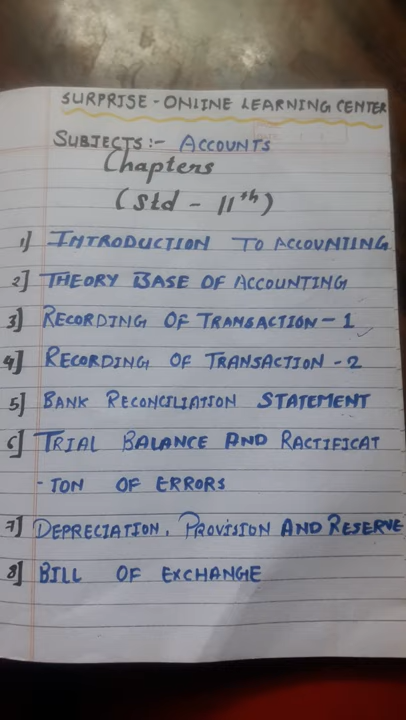 SURPRISE - ONLINE LEARNING CENTER
SUBJECTS :- ACCOUNTS
Chapters
(Std - 11th)
1] INTRODUCTION TO ACCOUNTING
2] THEORY BASE OF ACCOUNTING
3] RECORDING OF TRANSACTION - 1
4] RECORDING OF TRANSACTION - 2
5] BANK RECONCILIATION STATEMENT
6] TRIAL BALANCE AND RACTIFICAT
- TON OF ERRORS
7] DEPRECIATION, PROVISION AND RESERVE
8] BILL OF EXCHANGE